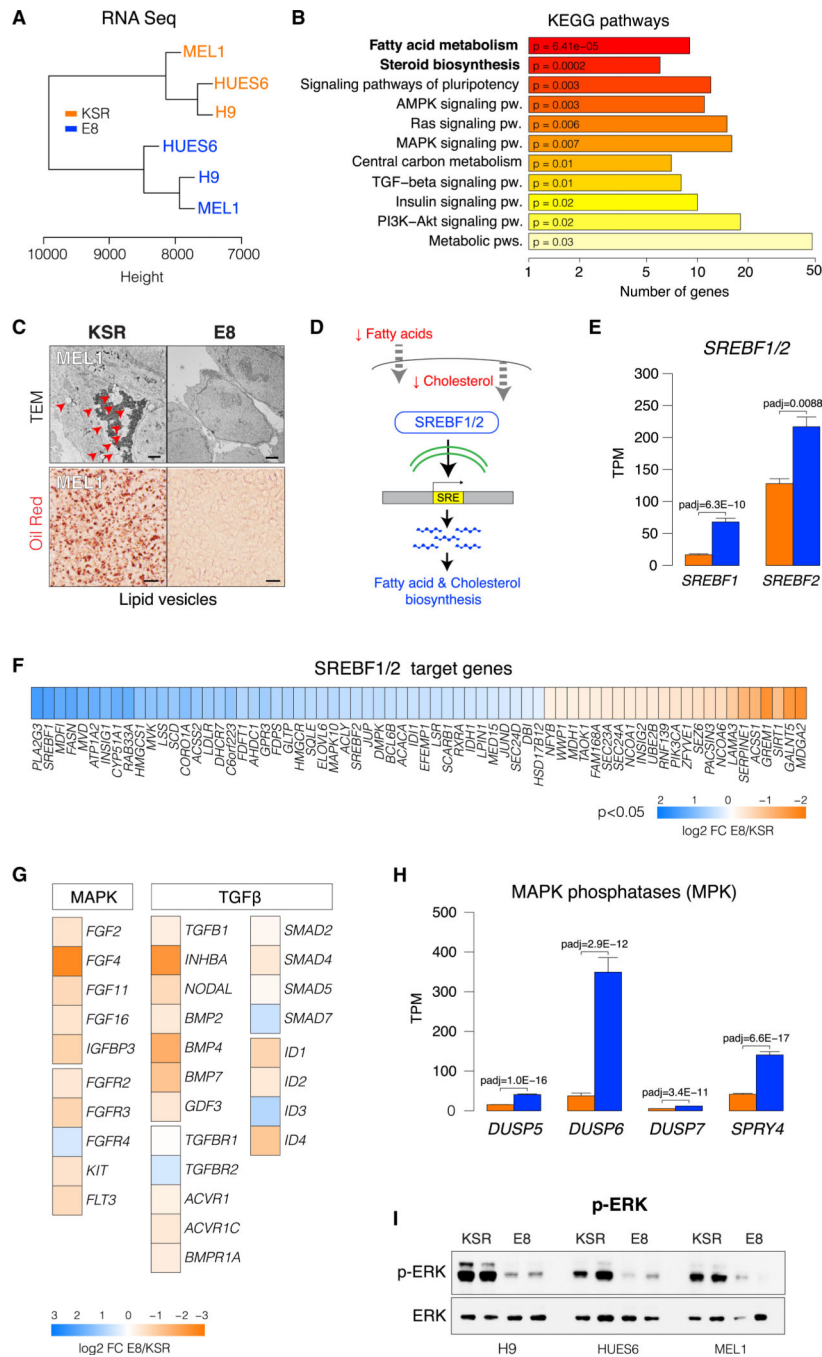 A
RNA Seq
MEL1
HUES6
H9
KSR
E8
HUES6
H9
MEL1
10000 9000 8000 7000
Height
B
KEGG pathways
Fatty acid metabolism p = 6.41e−05
Steroid biosynthesis p = 0.0002
Signaling pathways of pluripotency p = 0.003
AMPK signaling pw. p = 0.003
Ras signaling pw. p = 0.006
MAPK signaling pw. p = 0.007
Central carbon metabolism p = 0.01
TGF−beta signaling pw. p = 0.01
Insulin signaling pw. p = 0.02
PI3K−Akt signaling pw. p = 0.02
Metabolic pws. p = 0.03
1 2 5 10 20 50
Number of genes
C
KSR E8
TEM
MEL1
Oil Red
MEL1
Lipid vesicles
D
↓ Fatty acids
↓ Cholesterol
SREBF1/2
SRE
Fatty acid & Cholesterol
biosynthesis
E
SREBF1/2
TPM
300
250
200
150
100
50
0
padj=6.3E-10
padj=0.0088
SREBF1 SREBF2
F
SREBF1/2 target genes
PLA2G3
SREBF1
MDFI
FASN
MVD
ATP1A2
INSIG1
CYP51A1
RAB33A
HMGCS1
MVK
LSS
SCD
CORO1A
ACSS2
LDLR
DHCR7
C6orf223
FDFT1
AHDC1
GPR3
FDPS
GLTP
HMGCR
SQLE
ELOVL6
MAPK10
ACLY
SREBF2
JUP
DMPK
BCL6B
ACACA
IDI1
EFEMP1
LSR
SCARB1
RXRA
IDH1
LPIN1
MED15
JUND
SEC24D
DBI
HSD17B12
NFYB
WWP1
MDH1
TAOK1
FAM168A
SEC23A
SEC24A
NCOA1
INSIG2
UBE2B
RNF139
PIK3CA
ZFYVE1
SEZ6
PACSIN3
NCOA6
LAMA3
SERPINE1
ACSS1
GREM1
SIRT1
GALNT5
MDGA2
p<0.05
2 1 0 −1 −2
log2 FC E8/KSR
G
MAPK
FGF2
FGF4
FGF11
FGF16
IGFBP3
FGFR2
FGFR3
FGFR4
KIT
FLT3
TGFβ
TGFB1
INHBA
NODAL
BMP2
BMP4
BMP7
GDF3
TGFBR1
TGFBR2
ACVR1
ACVR1C
BMPR1A
SMAD2
SMAD4
SMAD5
SMAD7
ID1
ID2
ID3
ID4
3 2 1 0 −1 −2 −3
log2 FC E8/KSR
H
MAPK phosphatases (MPK)
TPM
500
400
300
200
100
0
padj=1.0E-16
padj=2.9E-12
padj=3.4E-11
padj=6.6E-17
DUSP5 DUSP6 DUSP7 SPRY4
I
p-ERK
KSR E8 KSR E8 KSR E8
p-ERK
ERK
H9 HUES6 MEL1